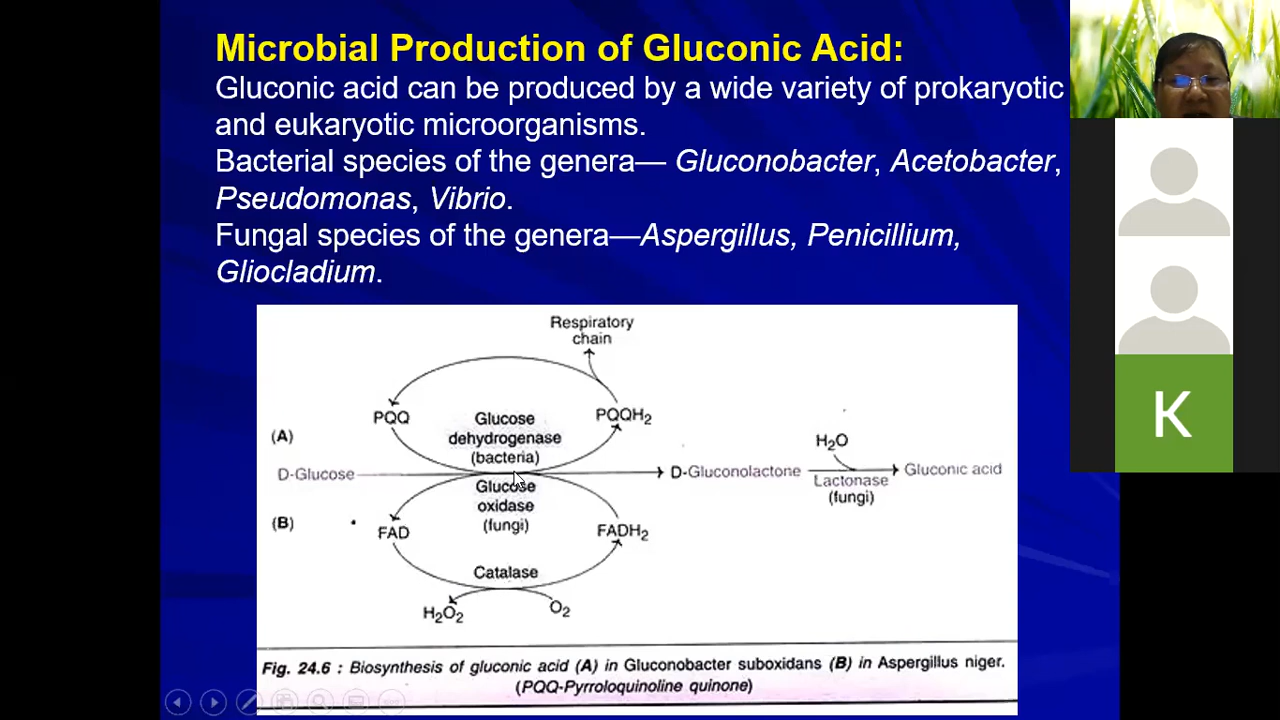 Microbial Production of Gluconic Acid:
Gluconic acid can be produced by a wide variety of prokaryotic
and eukaryotic microorganisms.
Bacterial species of the genera— Gluconobacter, Acetobacter,
Pseudomonas, Vibrio.
Fungal species of the genera—Aspergillus, Penicillium,
Gliocladium.
Respiratory
chain
PQQ
PQQH2
Glucose
dehydrogenase
(bacteria)
(A)
D-Glucose
D-Gluconolactone
H2O
Lactonase
(fungi)
Gluconic acid
Glucose
oxidase
(fungi)
(B)
FAD
FADH2
Catalase
H2O2
O2
Fig. 24.6 : Biosynthesis of gluconic acid (A) in Gluconobacter suboxidans (B) in Aspergillus niger.
(PQQ-Pyrroloquinoline quinone)
K